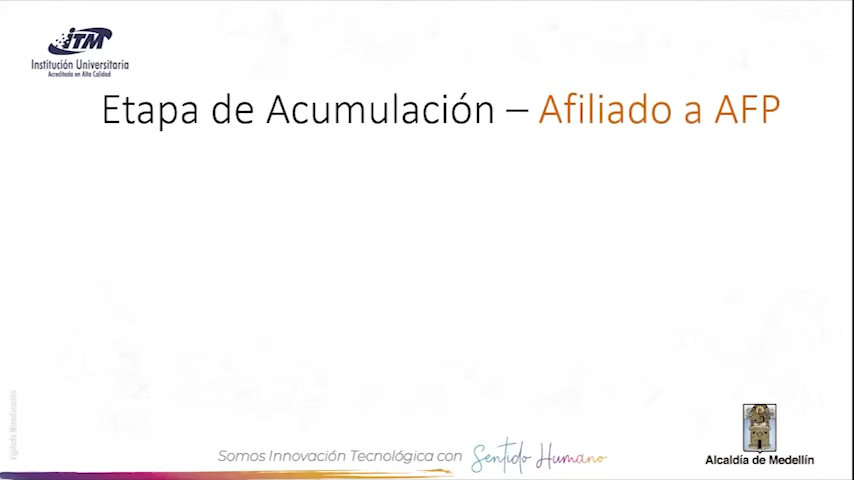 ITM
Institución Universitaria
Acreditada en Alta Calidad
Etapa de Acumulación – Afiliado a AFP
Somos Innovación Tecnológica con Sentido Humano
Alcaldía de Medellín